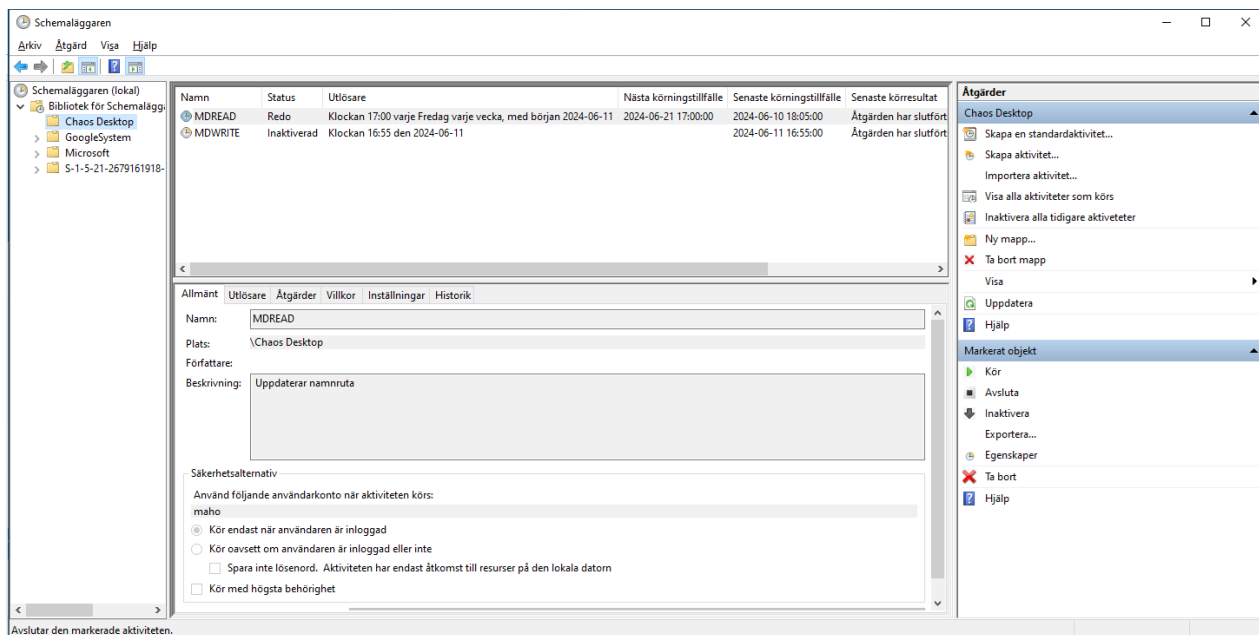 Schemaläggaren
Arkiv Åtgärd Visa Hjälp
Schemaläggaren (lokal)
Bibliotek för Schemalägga
Chaos Desktop
GoogleSystem
Microsoft
S-1-5-21-2679161918-
Namn Status Utlösare Nästa körningstillfälle Senaste körningstillfälle Senaste körresultat
MDREAD Redo Klockan 17:00 varje Fredag varje vecka, med början 2024-06-11 2024-06-21 17:00:00 2024-06-10 18:05:00 Åtgärden har slutfört
MDWRITE Inaktiverad Klockan 16:55 den 2024-06-11 2024-06-11 16:55:00 Åtgärden har slutfört
Allmänt Utlösare Åtgärder Villkor Inställningar Historik
Namn: MDREAD
Plats: \Chaos Desktop
Författare:
Beskrivning: Uppdaterar namnruta
Säkerhetsalternativ
Använd följande användarkonto när aktiviteten körs:
maho
Kör endast när användaren är inloggad
Kör oavsett om användaren är inloggad eller inte
Spara inte lösenord. Aktiviteten har endast åtkomst till resurser på den lokala datorn
Kör med högsta behörighet
Åtgärder
Chaos Desktop
Skapa en standardaktivitet...
Skapa aktivitet...
Importera aktivitet...
Visa alla aktiviteter som körs
Inaktivera alla tidigare aktiveteter
Ny mapp...
Ta bort mapp
Visa
Uppdatera
Hjälp
Markerat objekt
Kör
Avsluta
Inaktivera
Exportera...
Egenskaper
Ta bort
Hjälp
Avslutar den markerade aktiviteten.